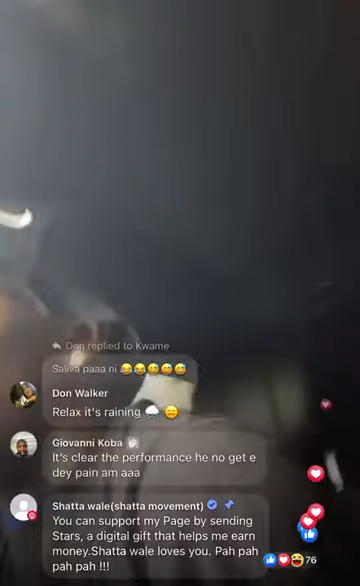 Don replied to Kwame
Saliva paaa ni 😂😂😅😅😅
Don Walker
Relax it's raining 🌧️ 😑
Giovanni Koba
It's clear the performance he no get e
dey pain am aaa
Shatta wale(shatta movement)
You can support my Page by sending
Stars, a digital gift that helps me earn
money.Shatta wale loves you. Pah pah
pah pah !!!
76